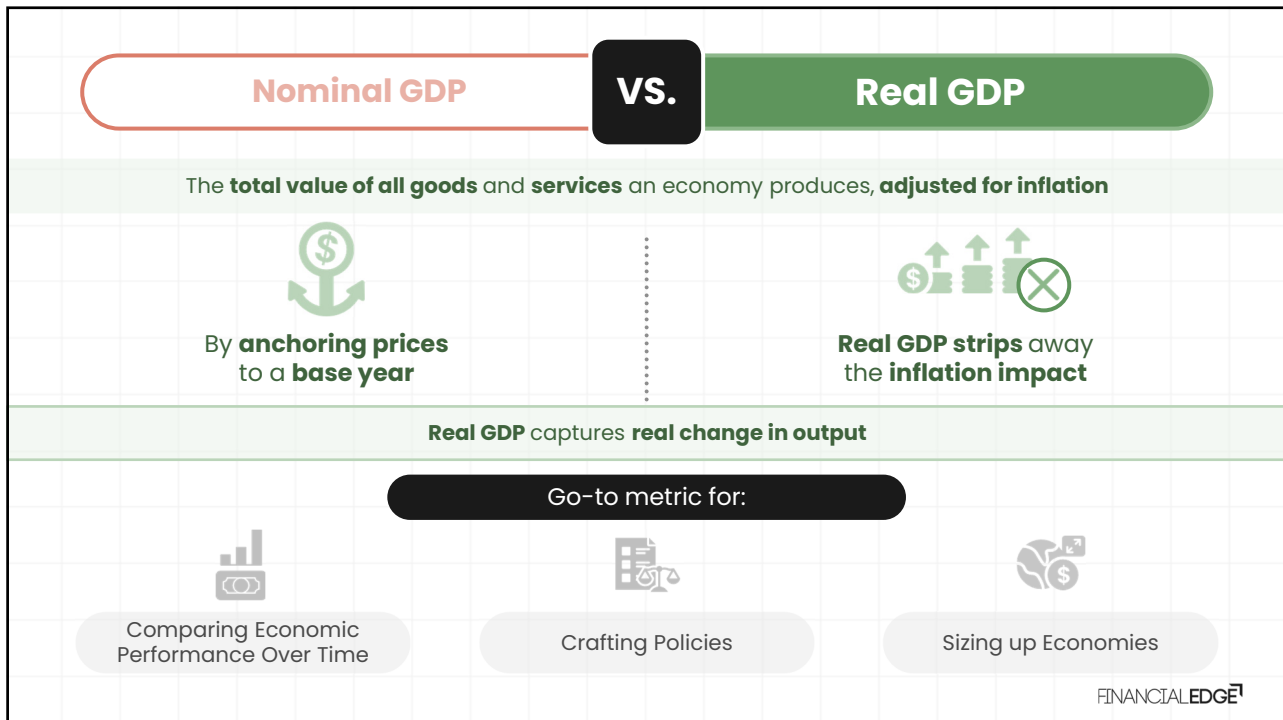 Nominal GDP
VS.
Real GDP
The total value of all goods and services an economy produces, adjusted for inflation
By anchoring prices
to a base year
Real GDP strips away
the inflation impact
Real GDP captures real change in output
Go-to metric for:
Comparing Economic
Performance Over Time
Crafting Policies
Sizing up Economies
FINANCIALEDGE